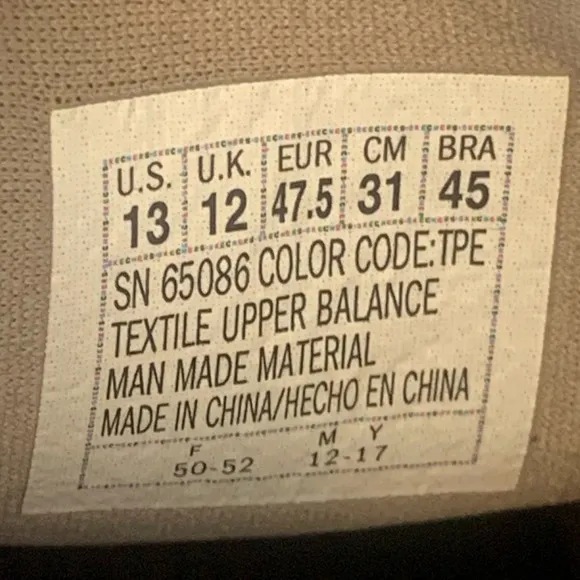 U.S. U.K. EUR CM BRA
13 12 47.5 31 45
SN 65086 COLOR CODE:TPE
TEXTILE UPPER BALANCE
MAN MADE MATERIAL
MADE IN CHINA/HECHO EN CHINA
F M Y
50-52 12-17